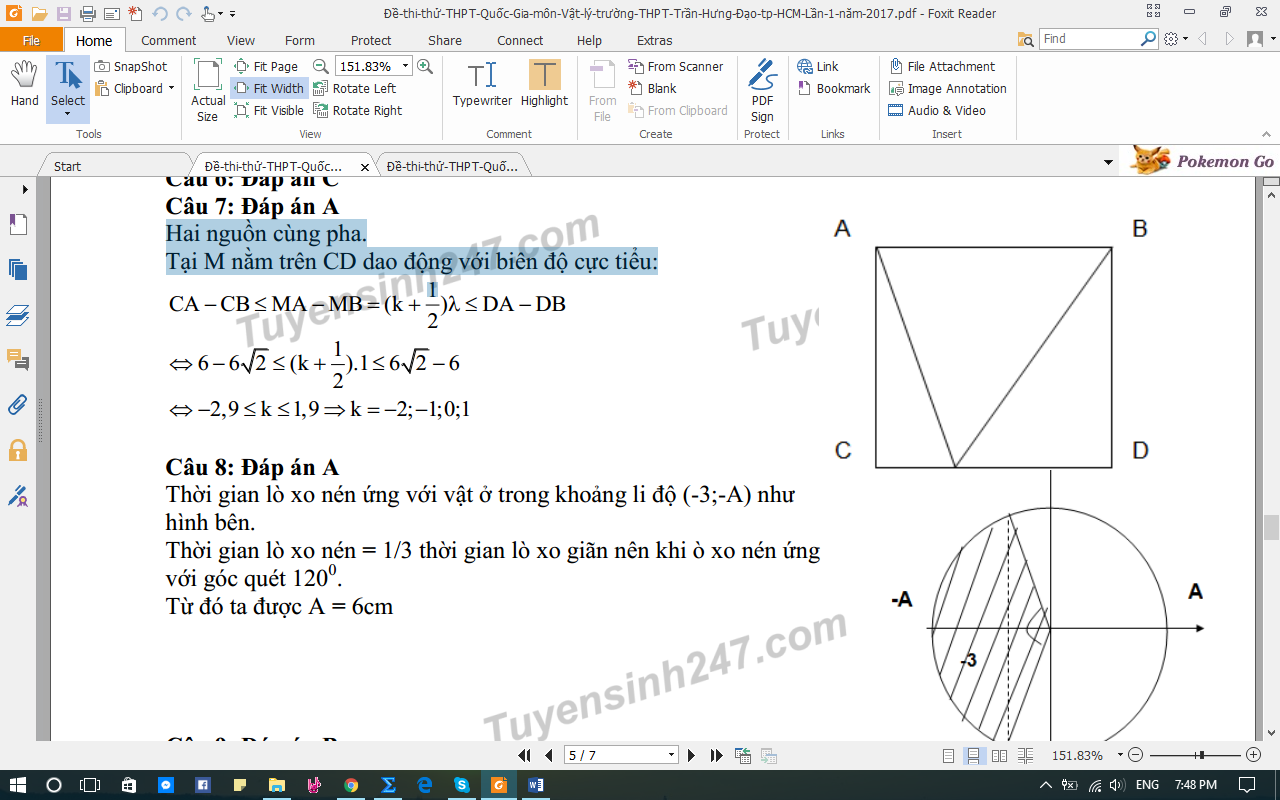 Đề-thi-thử-THPT-Quốc-Gia-môn-Vật-lý-trường-THPT-Trần-Hưng-Đạo-tp-HCM-Lần-1-năm-2017.pdf - Foxit Reader
File Home Comment View Form Protect Share Connect Help Extras Find
Hand Select SnapShot Clipboard Actual Size Fit Page Fit Width Fit Visible 151.83% Rotate Left Rotate Right Typewriter Highlight From File From Scanner Blank From Clipboard PDF Sign Link Bookmark File Attachment Image Annotation Audio & Video
Tools View Comment Create Protect Links Insert
Start Đề-thi-thử-THPT-Quốc... Đề-thi-thử-THPT-Quố... Pokemon Go
Câu 6: Đáp án C
Câu 7: Đáp án A
Hai nguồn cùng pha.
Tại M nằm trên CD dao động với biên độ cực tiểu:
CA − CB ≤ MA − MB = (k + 1/2)λ ≤ DA − DB
⇔ 6 − 6√2 ≤ (k + 1/2).1 ≤ 6√2 − 6
⇔ −2,9 ≤ k ≤ 1,9 ⇒ k = −2;−1;0;1
A B
C D
Câu 8: Đáp án A
Thời gian lò xo nén ứng với vật ở trong khoảng li độ (-3;-A) như
hình bên.
Thời gian lò xo nén = 1/3 thời gian lò xo giãn nên khi ò xo nén ứng
với góc quét 120⁰.
Từ đó ta được A = 6cm
-A A
-3
Tuyensinh247.com
Tuye
Tuyensinh247.com
5 / 7 151.83%
ENG 7:48 PM